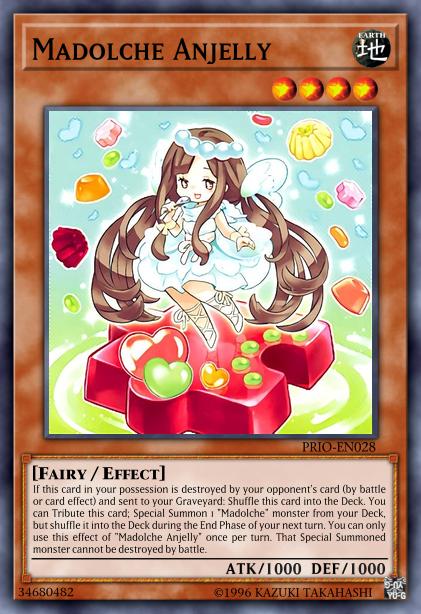 Madolche Anjelly
EARTH
地
PRIO-EN028
[Fairy / Effect]
If this card in your possession is destroyed by your opponent's card (by battle
or card effect) and sent to your Graveyard: Shuffle this card into the Deck. You
can Tribute this card; Special Summon 1 "Madolche" monster from your Deck,
but shuffle it into the Deck during the End Phase of your next turn. You can only
use this effect of "Madolche Anjelly" once per turn. That Special Summoned
monster cannot be destroyed by battle.
ATK/1000 DEF/1000
34680482
©1996 KAZUKI TAKAHASHI